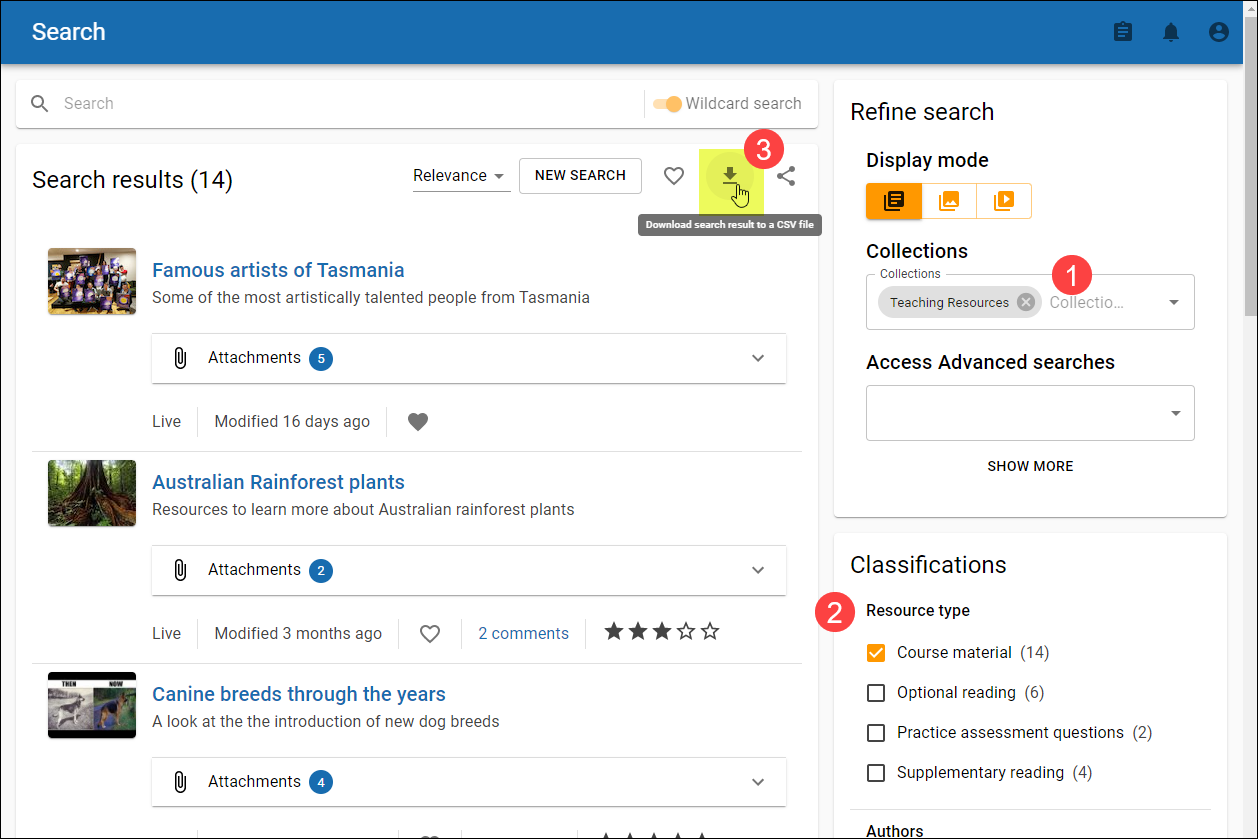 Search
Search
Wildcard search
Search results (14)
Relevance
NEW SEARCH
3
Download search result to a CSV file
Famous artists of Tasmania
Some of the most artistically talented people from Tasmania
Attachments 5
Live
Modified 16 days ago
Australian Rainforest plants
Resources to learn more about Australian rainforest plants
Attachments 2
Live
Modified 3 months ago
2 comments
THEN NOW
Canine breeds through the years
A look at the the introduction of new dog breeds
Attachments 4
Refine search
Display mode
Collections
Collections
1
Teaching Resources
Collectio...
Access Advanced searches
SHOW MORE
Classifications
2
Resource type
Course material (14)
Optional reading (6)
Practice assessment questions (2)
Supplementary reading (4)
Authors